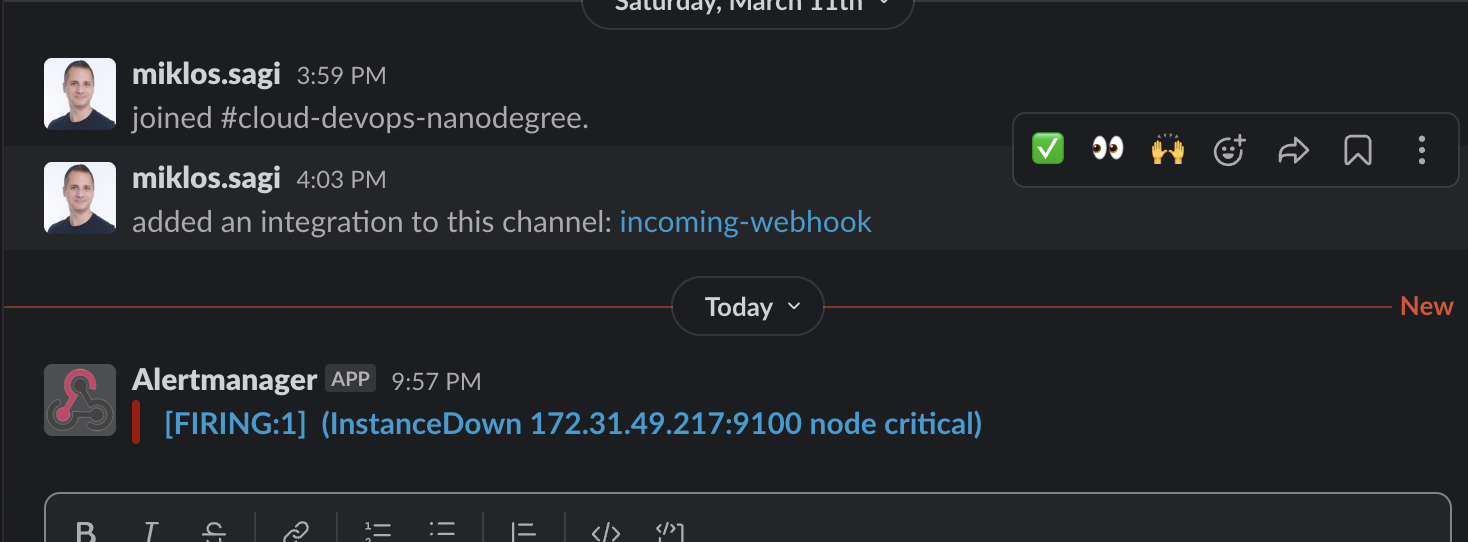 Saturday, March 11th
miklos.sagi 3:59 PM
joined #cloud-devops-nanodegree.
miklos.sagi 4:03 PM
added an integration to this channel: incoming-webhook
Today
New
Alertmanager APP 9:57 PM
[FIRING:1] (InstanceDown 172.31.49.217:9100 node critical)